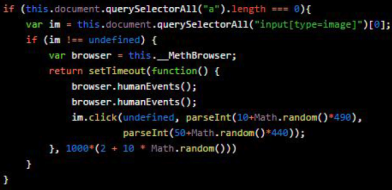 if (this.document.querySelectorAll("a").length === 0){
var im = this.document.querySelectorAll("input[type=image]")[0];
if (im !== undefined) {
var browser = this.__MethBrowser;
return setTimeout(function() {
browser.humanEvents();
browser.humanEvents();
im.click(undefined, parseInt(10+Math.random()*490),
parseInt(50+Math.random()*440));
}, 1000*(2 + 10 * Math.random()))
}
}